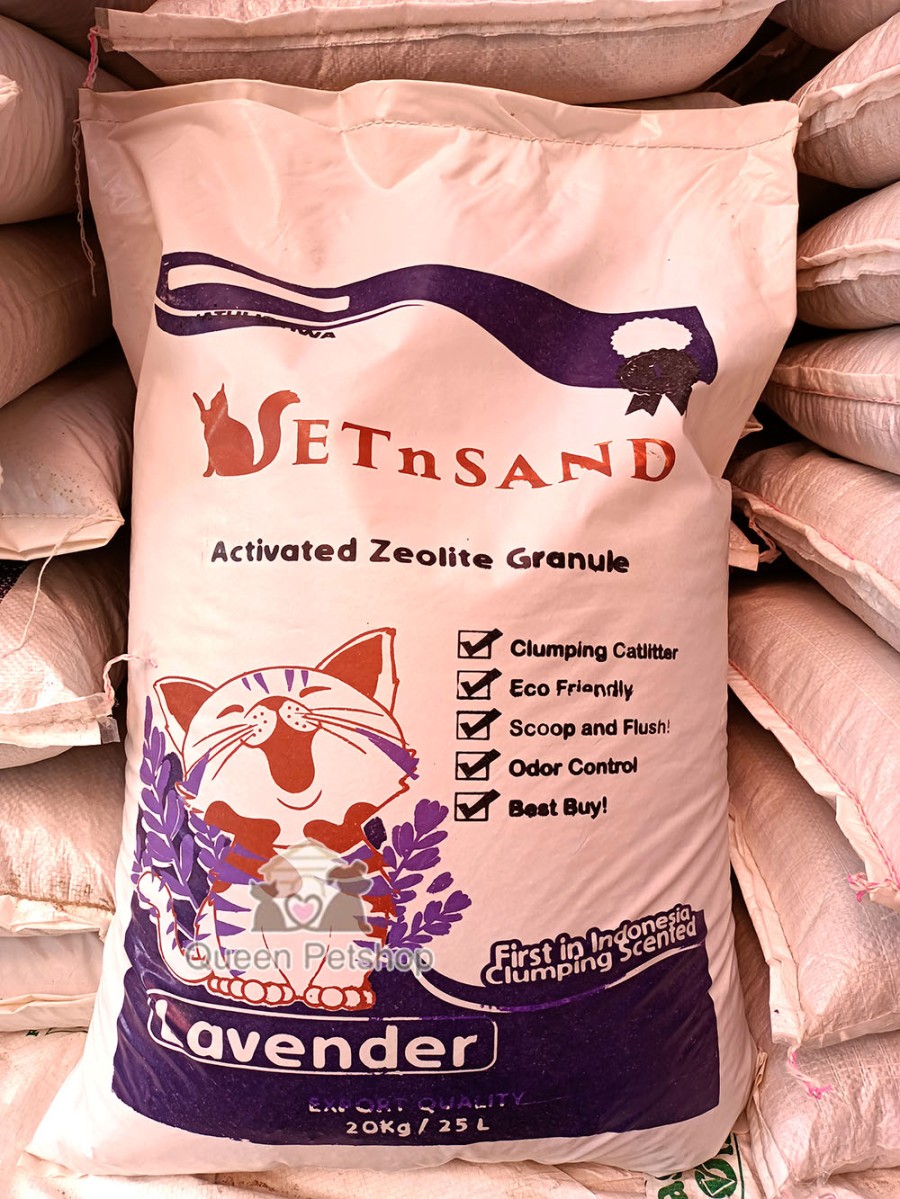 VETnSAND
Activated Zeolite Granule
Clumping Catlitter
Eco Friendly
Scoop and Flush!
Odor Control
Best Buy!
Queen Petshop
First in Indonesia
Clumping Scented
Lavender
EXPORT QUALITY
20Kg / 25 L